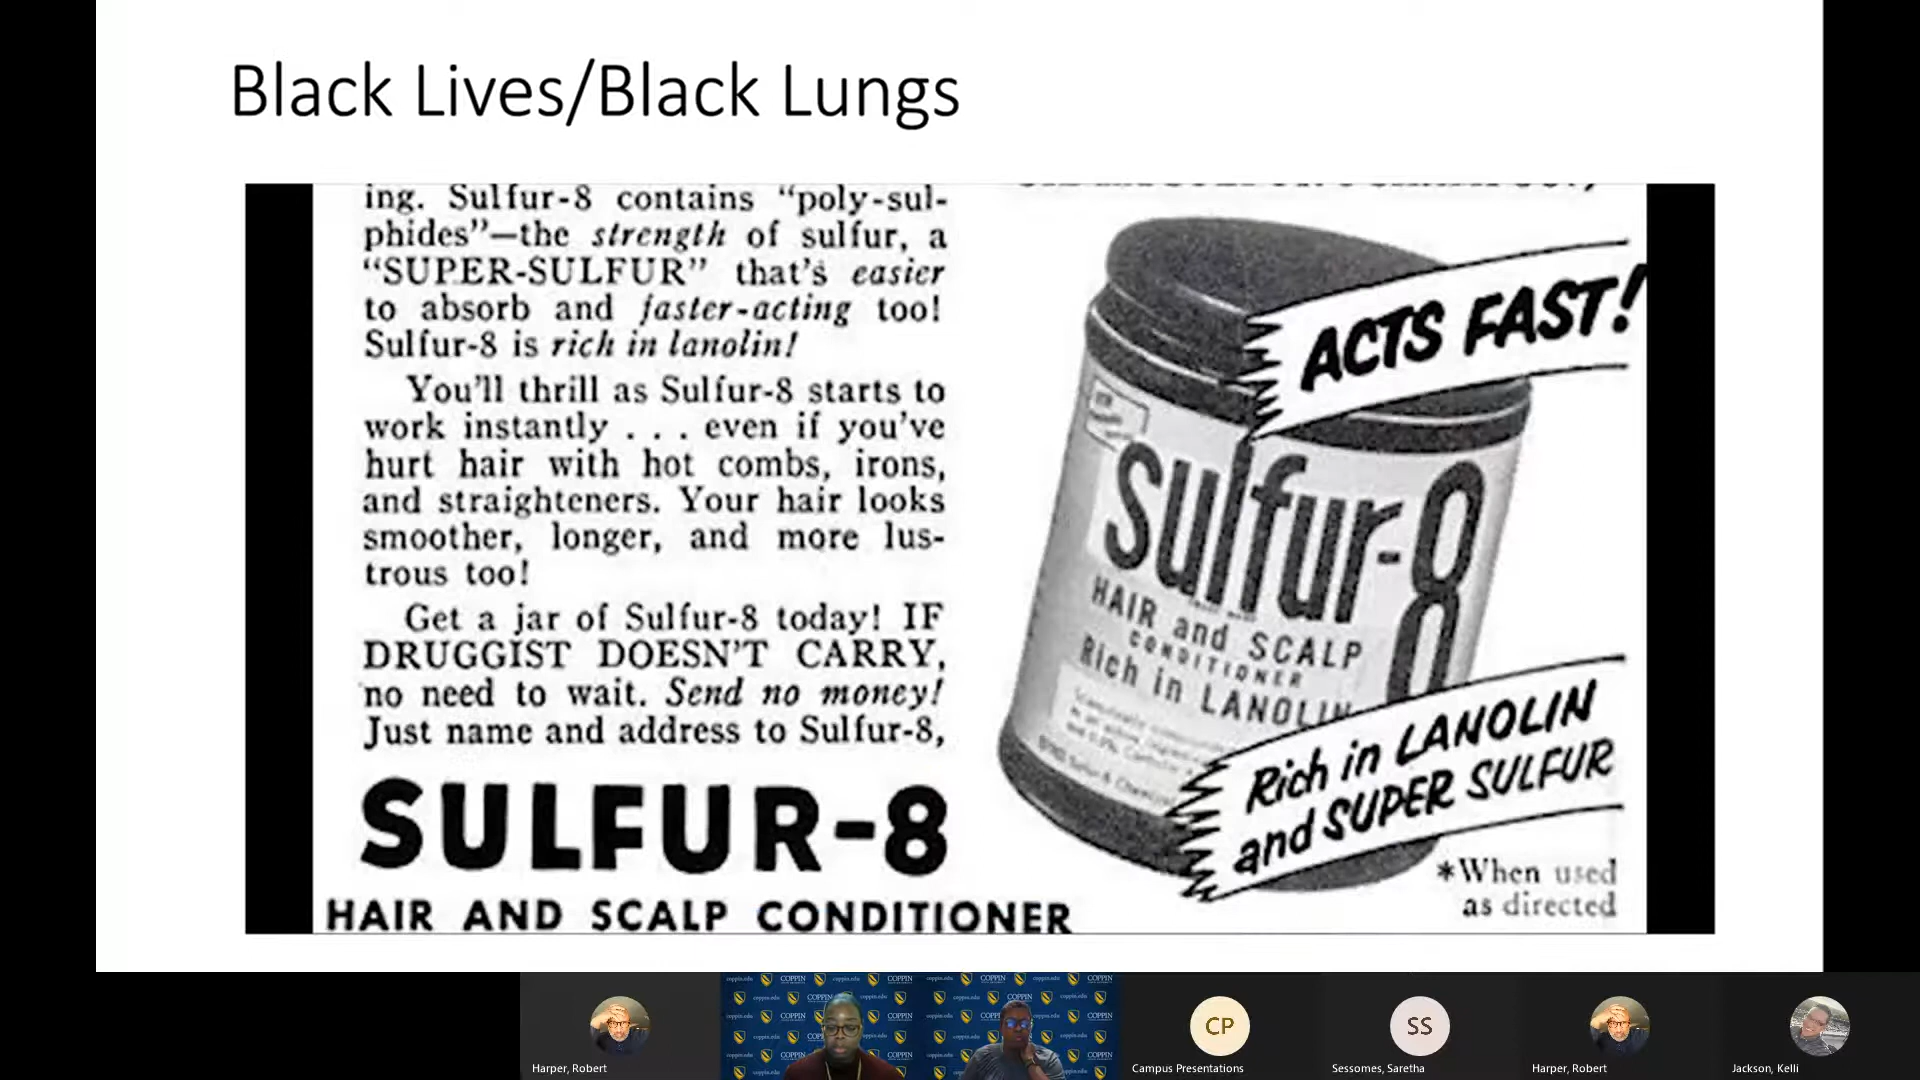 Black Lives/Black Lungs
ing. Sulfur-8 contains “poly-sul-
phides”—the strength of sulfur, a
“SUPER-SULFUR” that's easier
to absorb and faster-acting too!
Sulfur-8 is rich in lanolin!
You'll thrill as Sulfur-8 starts to
work instantly . . . even if you've
hurt hair with hot combs, irons,
and straighteners. Your hair looks
smoother, longer, and more lus-
trous too!
Get a jar of Sulfur-8 today! IF
DRUGGIST DOESN'T CARRY,
no need to wait. Send no money!
Just name and address to Sulfur-8,
SULFUR-8
HAIR AND SCALP CONDITIONER
ACTS FAST!
Sulfur-8
HAIR and SCALP
CONDITIONER
Rich in LANOLIN
Rich in LANOLIN
and SUPER SULFUR
*When used
as directed
Harper, Robert
coppin.edu
COPPIN
CP
Campus Presentations
SS
Sessomes, Saretha
Harper, Robert
Jackson, Kelli